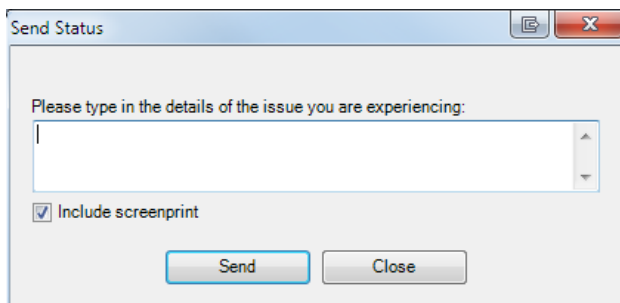 Send Status
Please type in the details of the issue you are experiencing:
Include screenprint
Send
Close